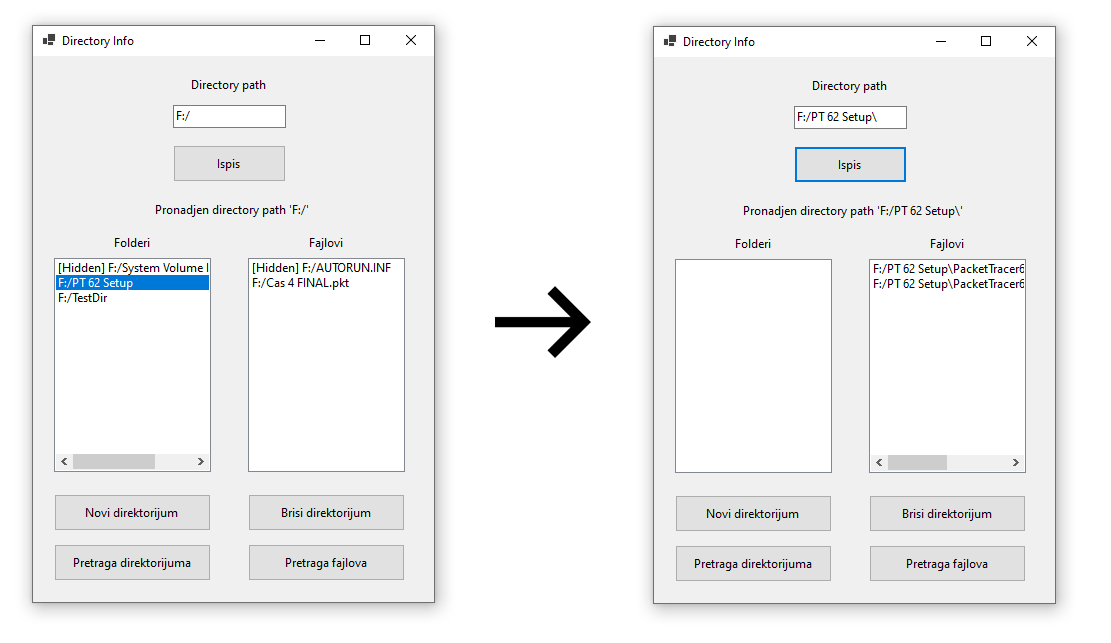 Directory Info
Directory path
F:/
Ispis
Pronadjen directory path 'F:/'
Folderi
Fajlovi
[Hidden] F:/System Volume I
F:/PT 62 Setup
F:/TestDir
[Hidden] F:/AUTORUN.INF
F:/Cas 4 FINAL.pkt
Novi direktorijum
Brisi direktorijum
Pretraga direktorijuma
Pretraga fajlova
Directory Info
Directory path
F:/PT 62 Setup\
Ispis
Pronadjen directory path 'F:/PT 62 Setup\'
Folderi
Fajlovi
F:/PT 62 Setup\PacketTracer6
F:/PT 62 Setup\PacketTracer6
Novi direktorijum
Brisi direktorijum
Pretraga direktorijuma
Pretraga fajlova